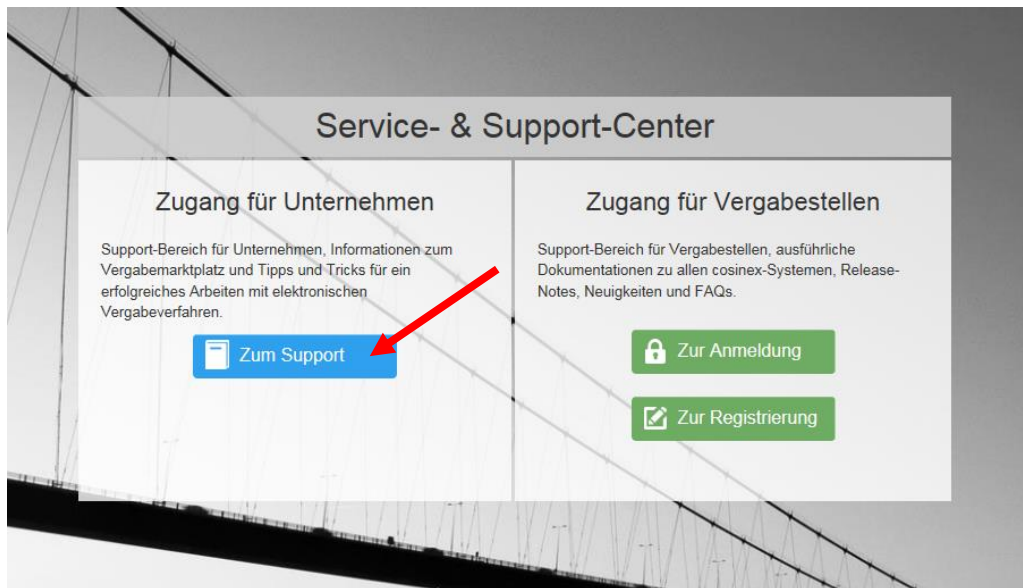 Service- & Support-Center
Zugang für Unternehmen
Support-Bereich für Unternehmen, Informationen zum
Vergabemarktplatz und Tipps und Tricks für ein
erfolgreiches Arbeiten mit elektronischen
Vergabeverfahren.
Zum Support
Zugang für Vergabestellen
Support-Bereich für Vergabestellen, ausführliche
Dokumentationen zu allen cosinex-Systemen, Release-
Notes, Neuigkeiten und FAQs.
Zur Anmeldung
Zur Registrierung